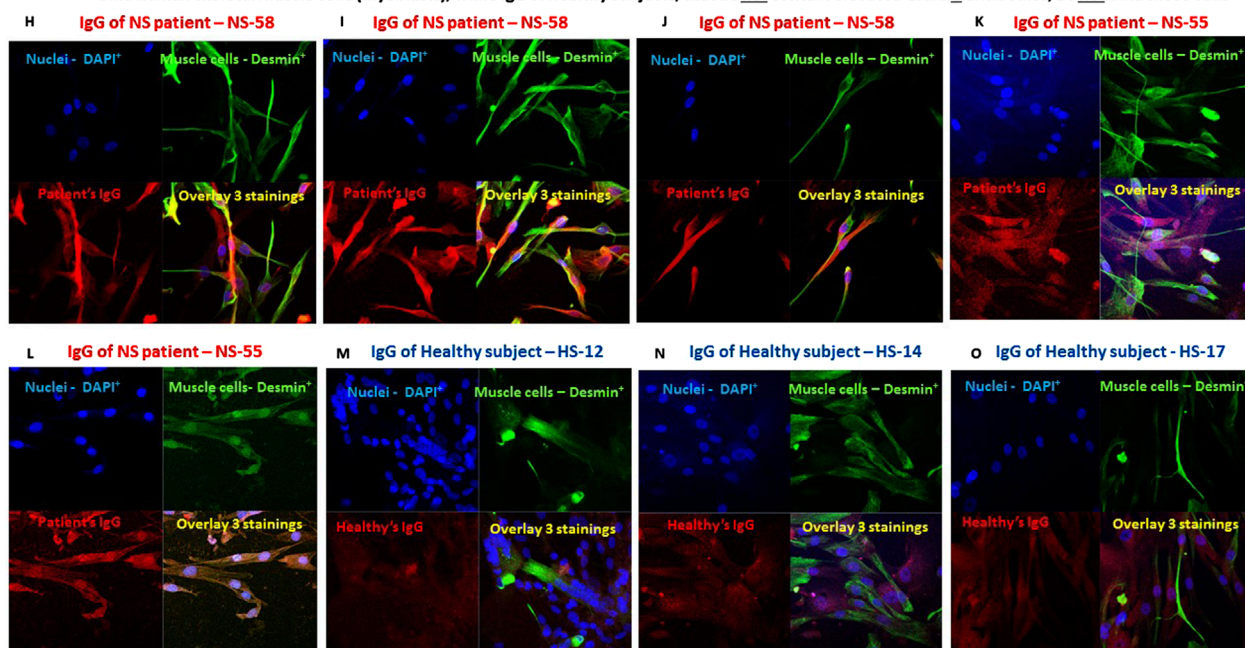 H IgG of NS patient – NS-58
I IgG of NS patient – NS-58
J IgG of NS patient – NS-58
K IgG of NS patient – NS-55
Nuclei - DAPI⁺ Muscle cells - Desmin⁺
Nuclei - DAPI⁺ Muscle cells – Desmin⁺
Nuclei - DAPI⁺ Muscle cells – Desmin⁺
Nuclei - DAPI⁺ Muscle cells – Desmin⁺
Patient's IgG Overlay 3 stainings
Patient's IgG Overlay 3 stainings
Patient's IgG Overlay 3 stainings
Patient's IgG Overlay 3 stainings
L IgG of NS patient – NS-55
M IgG of Healthy subject – HS-12
N IgG of Healthy subject – HS-14
O IgG of Healthy subject - HS-17
Nuclei - DAPI⁺ Muscle cells- Desmin⁺
Nuclei - DAPI⁺ Muscle cells – Desmin⁺
Nuclei - DAPI⁺ Muscle cells – Desmin⁺
Nuclei - DAPI⁺ Muscle cells – Desmin⁺
Patient's IgG Overlay 3 stainings
Healthy's IgG Overlay 3 stainings
Healthy's IgG Overlay 3 stainings
Healthy's IgG Overlay 3 stainings